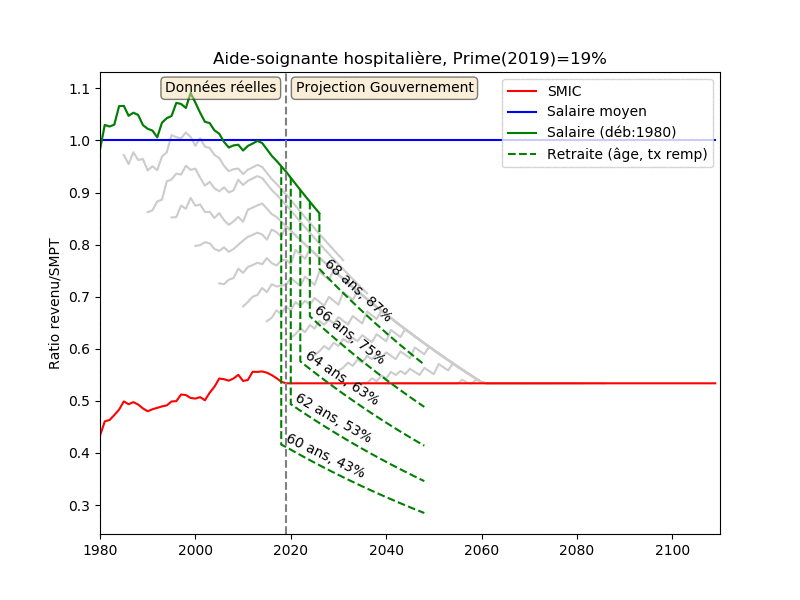 Aide-soignante hospitalière, Prime(2019)=19%
Données réelles
Projection Gouvernement
SMIC
Salaire moyen
Salaire (déb:1980)
Retraite (âge, tx remp)
Ratio revenu/SMPT
1.1
1.0
0.9
0.8
0.7
0.6
0.5
0.4
0.3
68 ans, 87%
66 ans, 75%
64 ans, 63%
62 ans, 53%
60 ans, 43%
1980
2000
2020
2040
2060
2080
2100